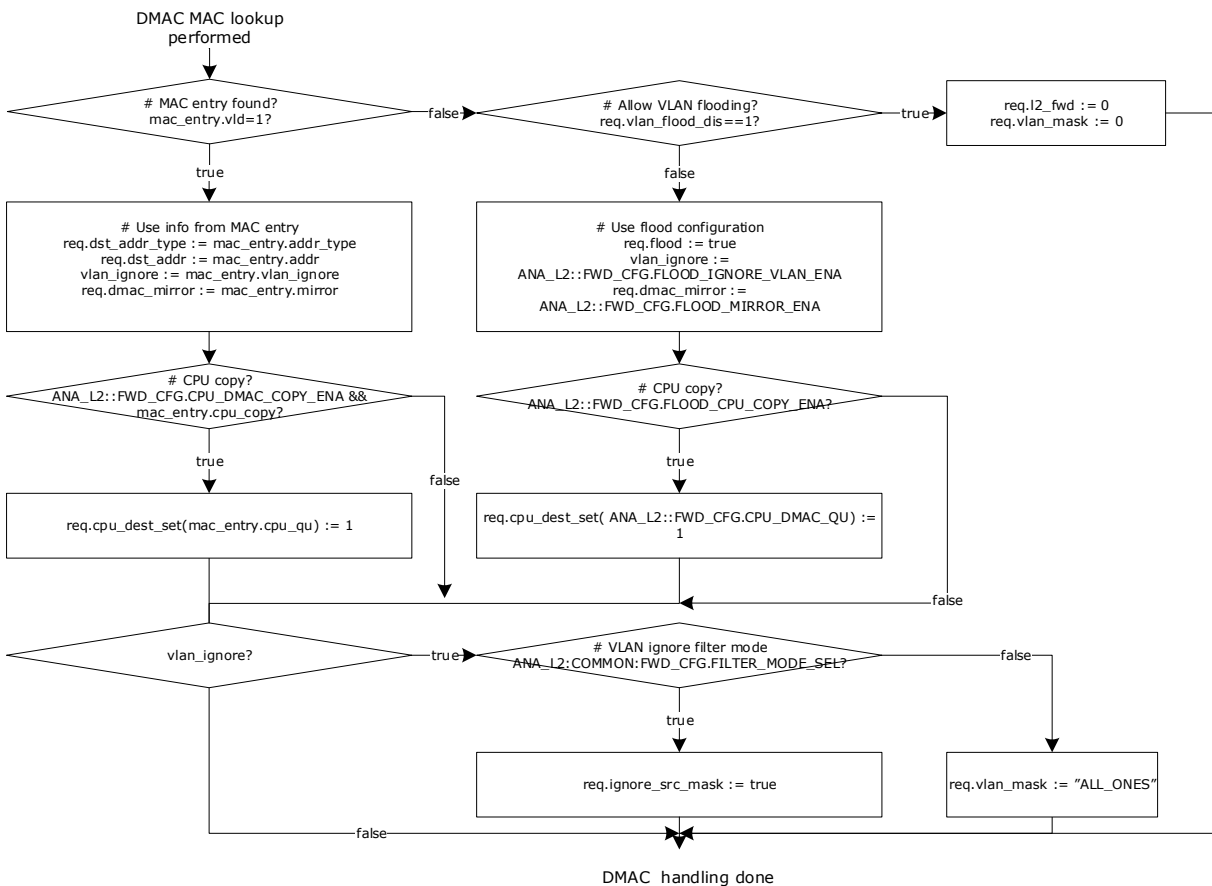 DMAC MAC lookup
performed
# MAC entry found?
mac_entry.vld=1?
false
# Allow VLAN flooding?
req.vlan_flood_dis==1?
true
req.l2_fwd := 0
req.vlan_mask := 0
true
false
# Use info from MAC entry
req.dst_addr_type := mac_entry.addr_type
req.dst_addr := mac_entry.addr
vlan_ignore := mac_entry.vlan_ignore
req.dmac_mirror := mac_entry.mirror
# Use flood configuration
req.flood := true
vlan_ignore :=
ANA_L2::FWD_CFG.FLOOD_IGNORE_VLAN_ENA
req.dmac_mirror :=
ANA_L2::FWD_CFG.FLOOD_MIRROR_ENA
# CPU copy?
ANA_L2::FWD_CFG.CPU_DMAC_COPY_ENA &&
mac_entry.cpu_copy?
# CPU copy?
ANA_L2::FWD_CFG.FLOOD_CPU_COPY_ENA?
true
false
true
req.cpu_dest_set(mac_entry.cpu_qu) := 1
req.cpu_dest_set( ANA_L2::FWD_CFG.CPU_DMAC_QU) :=
1
false
vlan_ignore?
true
# VLAN ignore filter mode
ANA_L2:COMMON:FWD_CFG.FILTER_MODE_SEL?
false
true
req.ignore_src_mask := true
req.vlan_mask := ”ALL_ONES”
false
DMAC handling done